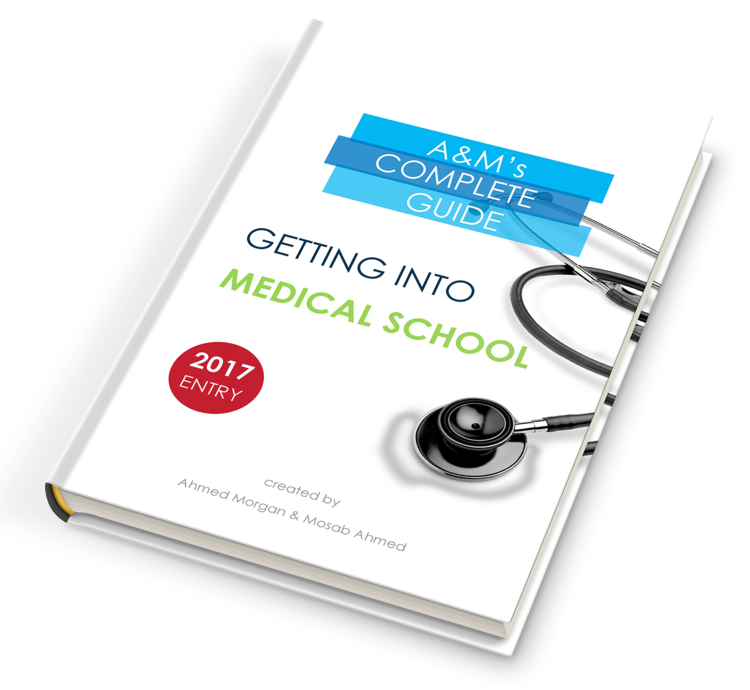 A&M's
COMPLETE
GUIDE
GETTING INTO
MEDICAL SCHOOL
2017
ENTRY
created by
Ahmed Morgan & Mosab Ahmed